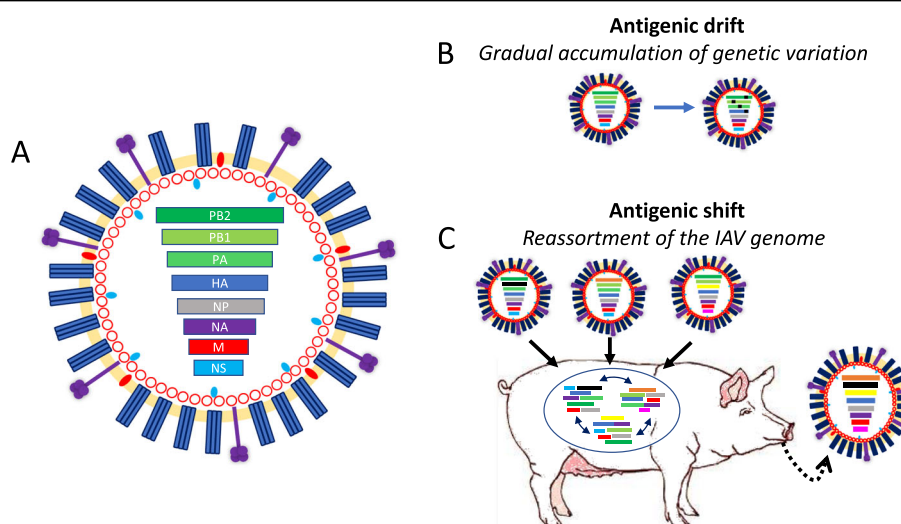 A
PB2
PB1
PA
HA
NP
NA
M
NS
B
Antigenic drift
Gradual accumulation of genetic variation
C
Antigenic shift
Reassortment of the IAV genome